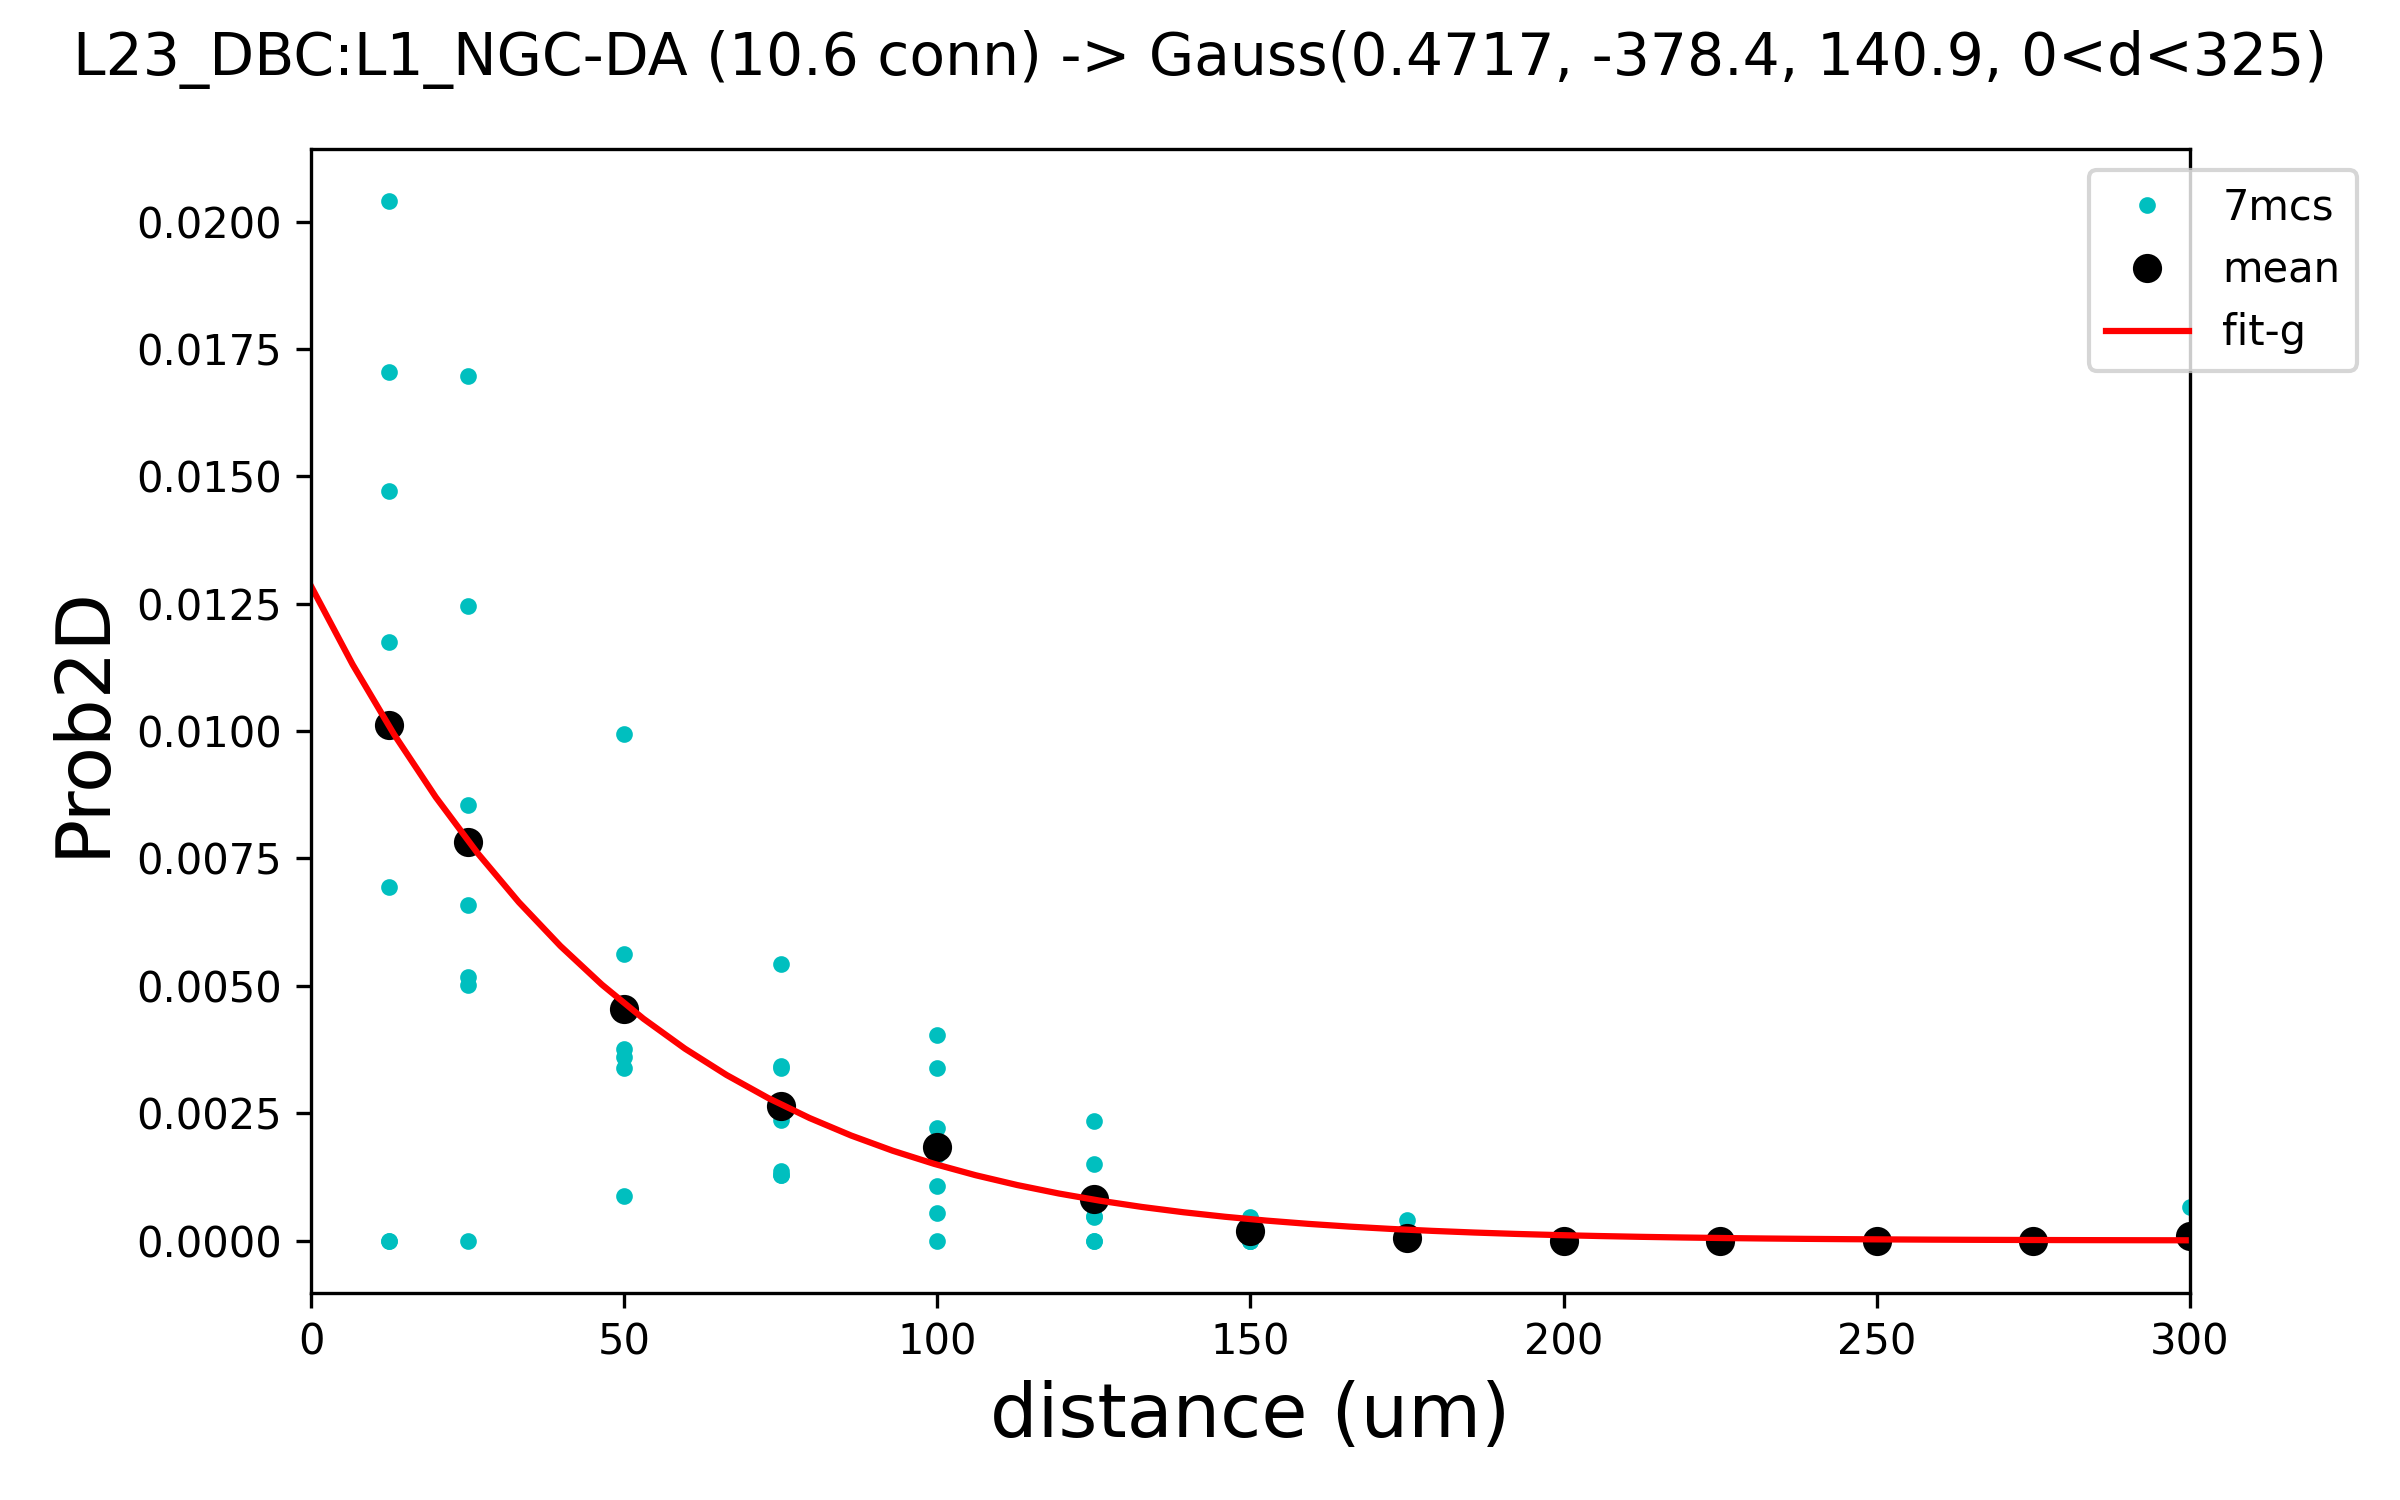 L23_DBC:L1_NGC-DA (10.6 conn) -> Gauss(0.4717, -378.4, 140.9, 0<d<325)
7mcs
mean
fit-g
Prob2D
0.0200
0.0175
0.0150
0.0125
0.0100
0.0075
0.0050
0.0025
0.0000
0 50 100 150 200 250 300
distance (um)